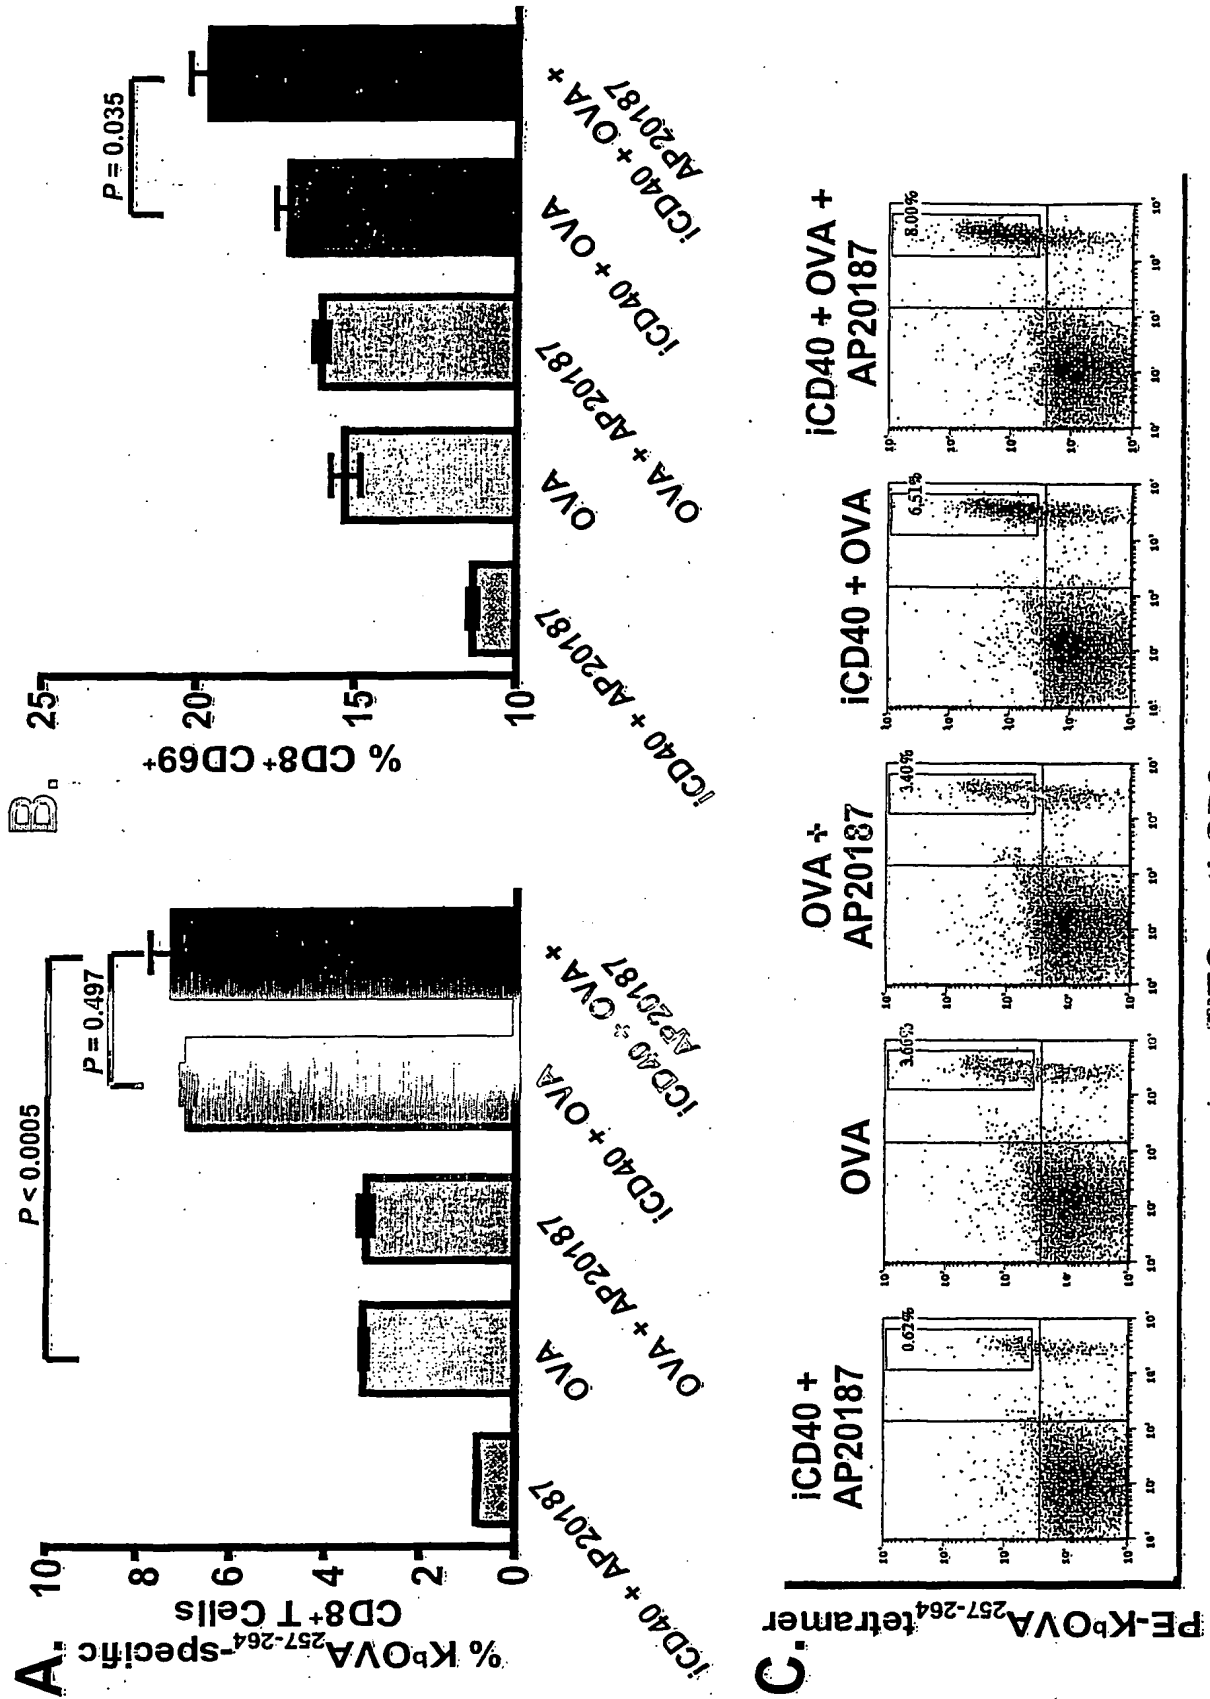 A.
% KᵇOVA²⁵⁷⁻²⁶⁴-specific
CD8⁺T Cells
10
8
6
4
2
0
P < 0.0005
P = 0.497
iCD40 + AP20187
OVA
OVA + AP20187
iCD40 + OVA
iCD40 + OVA +
AP20187
B.
% CD8⁺CD69⁺
25
20
15
10
P = 0.035
iCD40 + AP20187
OVA
OVA + AP20187
iCD40 + OVA
iCD40 + OVA +
AP20187
C.
PE-KᵇOVA²⁵⁷⁻²⁶⁴
tetramer
iCD40 +
AP20187
0.62%
OVA
3.66%
OVA +
AP20187
3.40%
iCD40 + OVA
6.51%
iCD40 + OVA +
AP20187
8.00%